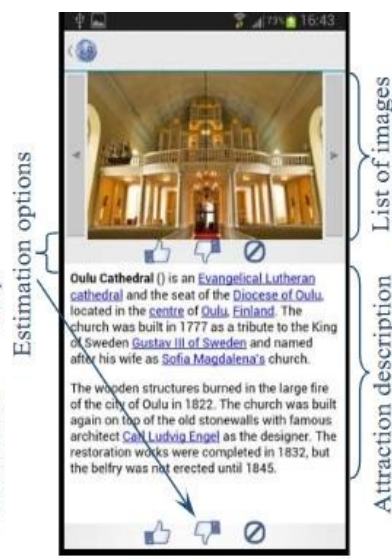 73% 16:43
List of images
Estimation options
Oulu Cathedral () is an Evangelical Lutheran
cathedral and the seat of the Diocese of Oulu,
located in the centre of Oulu, Finland. The
church was built in 1777 as a tribute to the King
of Sweden Gustav III of Sweden and named
after his wife as Sofia Magdalena's church.
The wooden structures burned in the large fire
of the city of Oulu in 1822. The church was built
again on top of the old stonewalls with famous
architect Carl Ludvig Engel as the designer. The
restoration works were completed in 1832, but
the belfry was not erected until 1845.
Attraction description